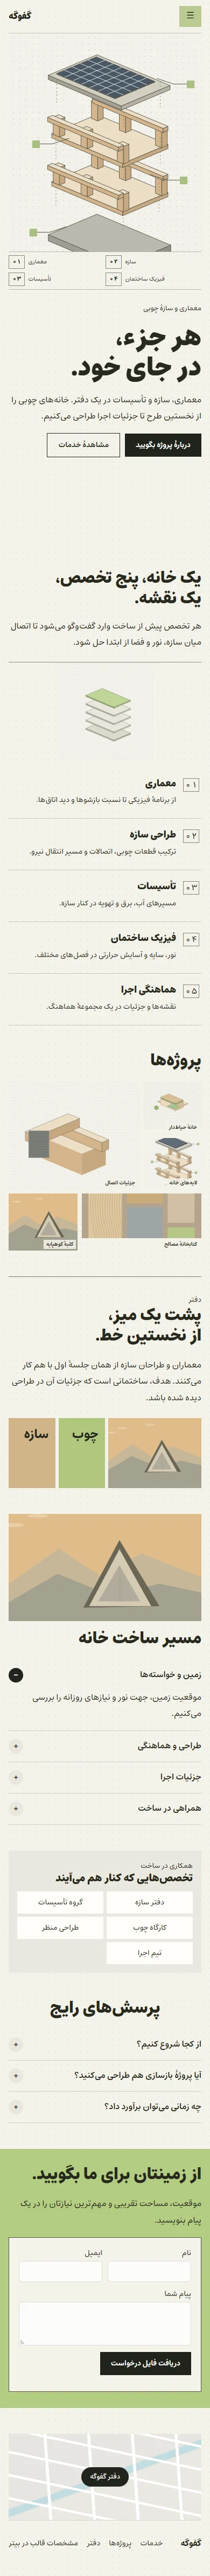 گفوگه
۰۱ معماری
۰۲ سازه
۰۳ تأسیسات
۰۴ فیزیک ساختمان
معماری و سازهٔ چوبی
هر جزء،
در جای خود.
معماری، سازه و تأسیسات در یک دفتر. خانه‌های چوبی را
از نخستین طرح تا جزئیات اجرا طراحی می‌کنیم.
دربارهٔ پروژه بگویید
مشاهدهٔ خدمات
یک خانه، پنج تخصص،
یک نقشه.
هر تخصص پیش از ساخت وارد گفت‌وگو می‌شود تا اتصال
میان سازه، نور و فضا از ابتدا حل شود.
۰۱ معماری
از برنامهٔ فیزیکی تا نسبت بازشوها و دید اتاق‌ها.
۰۲ طراحی سازه
ترکیب قطعات چوبی، اتصالات و مسیر انتقال نیرو.
۰۳ تأسیسات
مسیرهای آب، برق و تهویه در کنار سازه.
۰۴ فیزیک ساختمان
نور، سایه و آسایش حرارتی در فصل‌های مختلف.
۰۵ هماهنگی اجرا
نقشه‌ها و جزئیات در یک مجموعهٔ هماهنگ.
پروژه‌ها
خانهٔ حیاط‌دار
لایه‌های خانه
جزئیات اتصال
کتابخانهٔ مصالح
کلبهٔ کوهپایه
دفتر
پشت یک میز،
از نخستین خط.
معماران و طراحان سازه از همان جلسهٔ اول با هم کار
می‌کنند. هدف، ساختمانی است که جزئیات آن در طراحی
دیده شده باشد.
چوب
سازه
مسیر ساخت خانه
زمین و خواسته‌ها
موقعیت زمین، جهت نور و نیازهای روزانه را بررسی
می‌کنیم.
طراحی و هماهنگی
جزئیات اجرا
همراهی در ساخت
همکاری در ساخت
تخصص‌هایی که کنار هم می‌آیند
دفتر سازه
گروه تأسیسات
کارگاه چوب
طراحی منظر
تیم اجرا
پرسش‌های رایج
از کجا شروع کنیم؟
آیا پروژهٔ بازسازی هم طراحی می‌کنید؟
چه زمانی می‌توان برآورد داد؟
از زمینتان برای ما بگویید.
موقعیت، مساحت تقریبی و مهم‌ترین نیازتان را در یک
پیام بنویسید.
نام
ایمیل
پیام شما
دریافت فایل درخواست
دفتر گفوگه
گفوگه
خدمات پروژه‌ها دفتر مشخصات قالب در بیتر